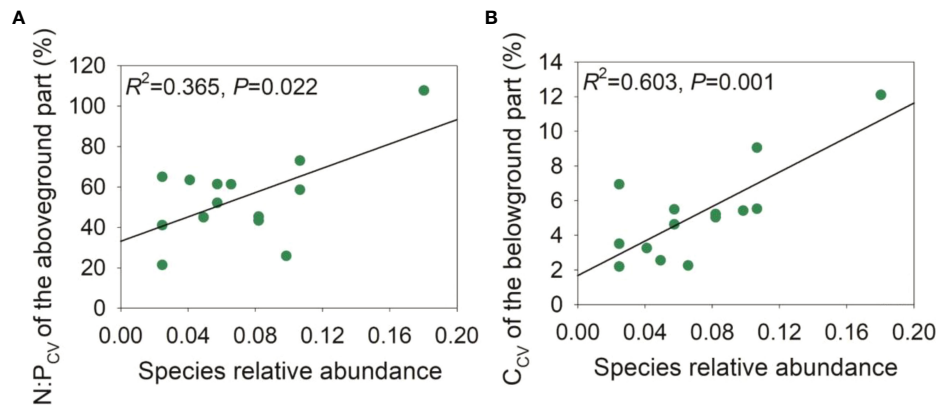 A
N:P_CV of the aboveground part (%)
R²=0.365, P=0.022
120
100
80
60
40
20
0
0.00 0.04 0.08 0.12 0.16 0.20
Species relative abundance
B
C_CV of the belowground part (%)
R²=0.603, P=0.001
14
12
10
8
6
4
2
0
0.00 0.04 0.08 0.12 0.16 0.20
Species relative abundance